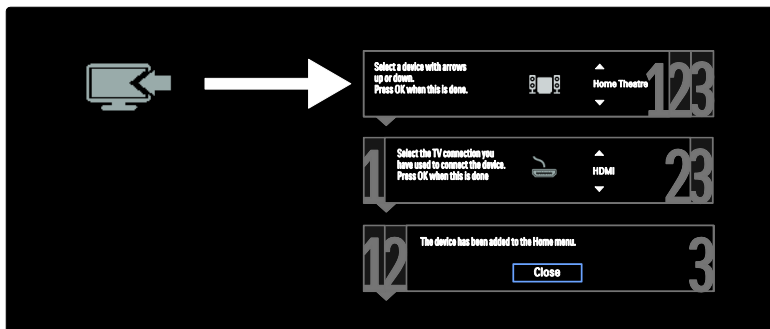 Select a device with arrows
up or down.
Press OK when this is done.
Home Theatre
123
1
Select the TV connection you
have used to connect the device.
Press OK when this is done
HDMI
23
12
The device has been added to the Home menu.
Close
3